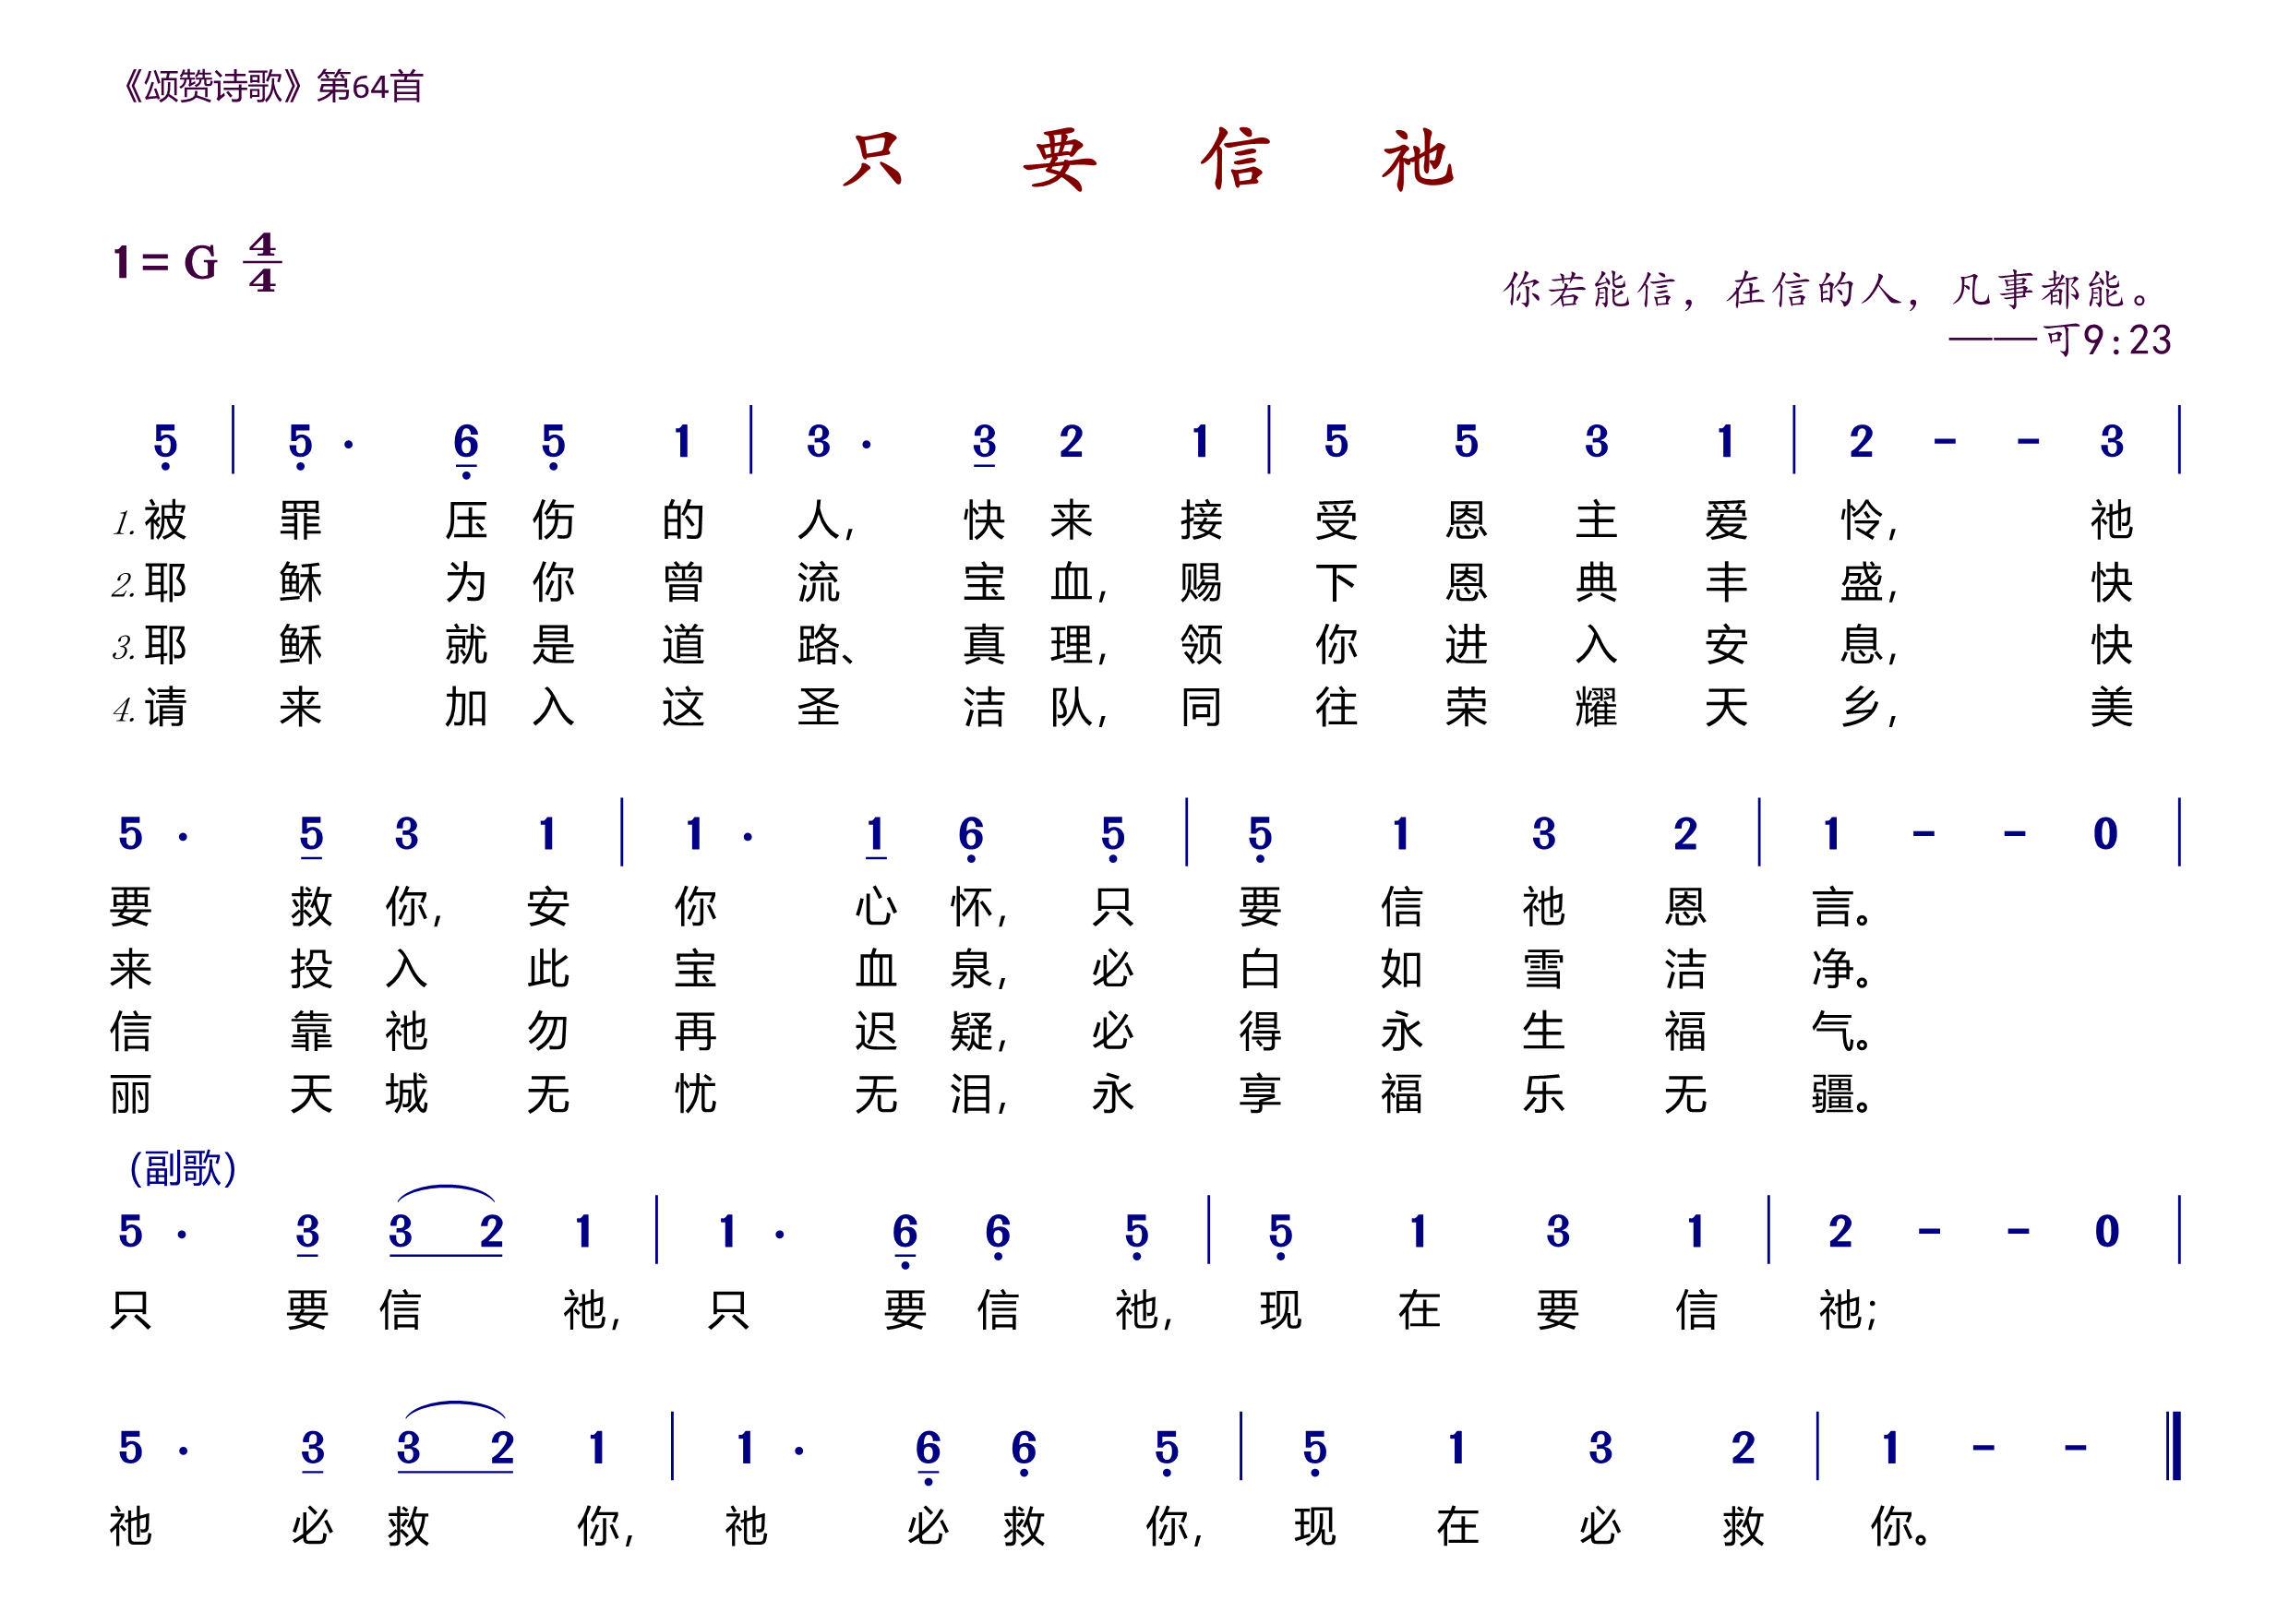 《颂赞诗歌》第64首
只 要 信 祂
1=G 4/4
你若能信，在信的人，凡事都能。
——可9:23
5 | 5 · 6 5 1 | 3 · 3 2 1 | 5 5 3 1 | 2 - - 3 |
1.被罪压伤的人，快来接受恩主爱怜，祂
2.耶稣为你曾流宝血，赐下恩典丰盛，快
3.耶稣就是道路、真理，领你进入安息，快
4.请来加入这圣洁队，同往荣耀天乡，美
5 · 5 3 1 | 1 · 1 6 5 | 5 1 3 2 | 1 - - 0 |
要救你，安你心怀，只要信祂恩言。
来投入此宝血泉，必白如雪洁净。
信靠祂勿再迟疑，必得永生福气。
丽天城无忧无泪，永享福乐无疆。
（副歌）
5 · 3 3 2 1 | 1 · 6 6 5 | 5 1 3 1 | 2 - - 0 |
只要信祂，只要信祂，现在要信祂；
5 · 3 3 2 1 | 1 · 6 6 5 | 5 1 3 2 | 1 - - ‖
祂必救你，祂必救你，现在必救你。